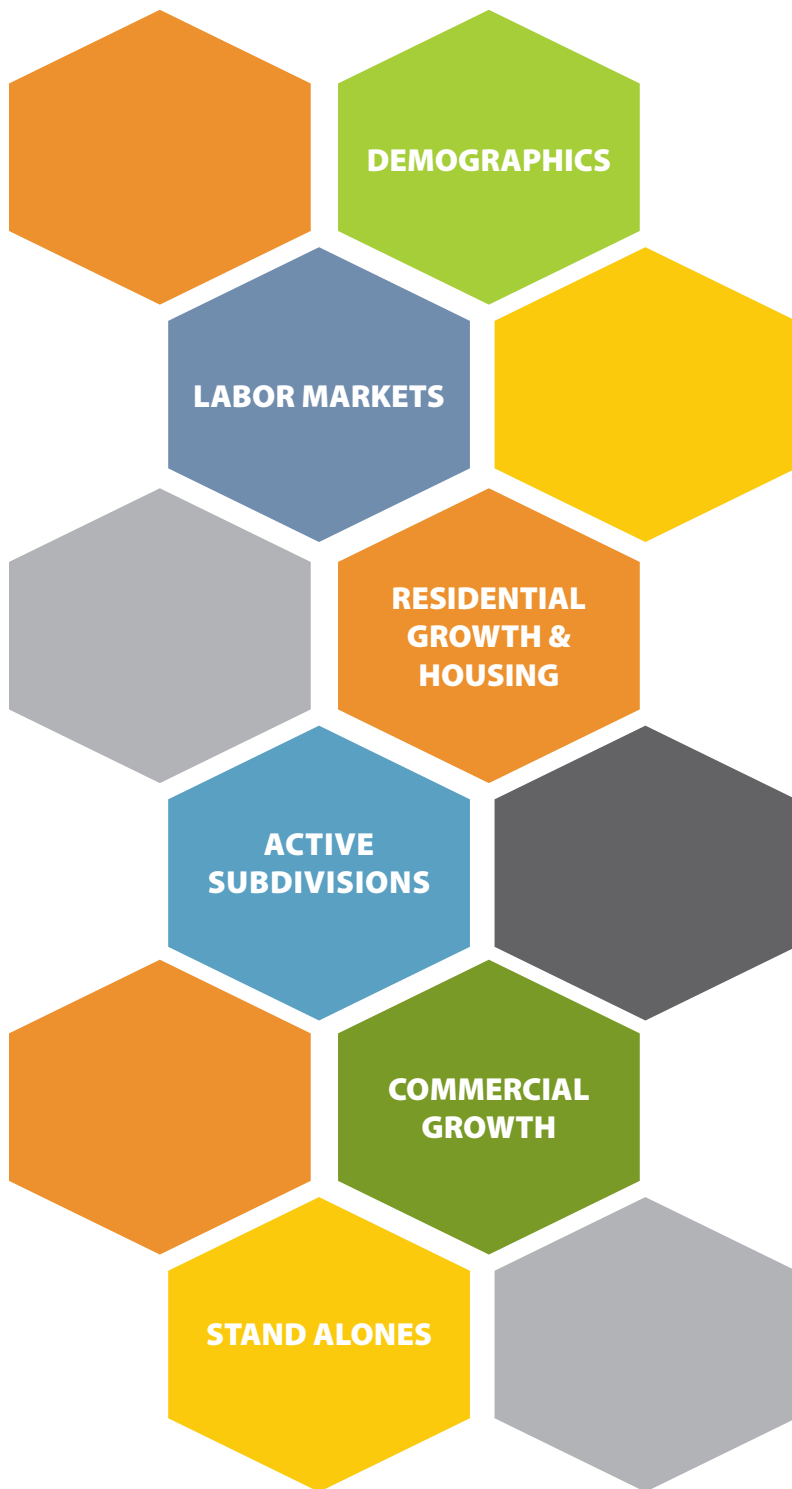 DEMOGRAPHICS
LABOR MARKETS
RESIDENTIAL
GROWTH &
HOUSING
ACTIVE
SUBDIVISIONS
COMMERCIAL
GROWTH
STAND ALONES